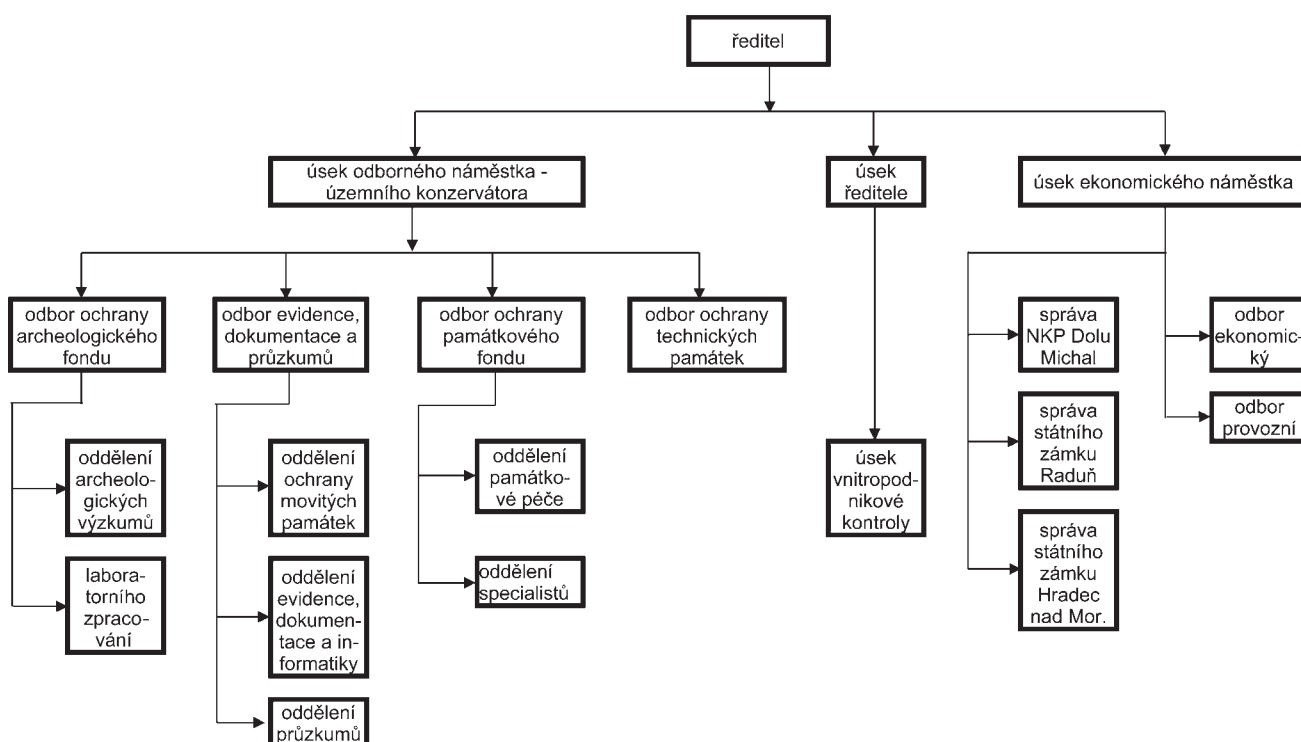 ředitel
úsek odborného náměstka -
územního konzervátora
úsek
ředitele
úsek ekonomického náměstka
odbor ochrany
archeologického
fondu
odbor evidence,
dokumentace a
průzkumů
odbor ochrany
památkového
fondu
odbor ochrany
technických
památek
správa
NKP Dolu
Michal
odbor
ekonomic-
ký
správa
státního
zámku
Raduň
odbor
provozní
oddělení
archeolo-
gických
výzkumů
oddělení
ochrany
movitých
památek
oddělení
památko-
vé péče
úsek
vnitropod-
nikové
kontroly
správa
státního
zámku
Hradec
nad Mor.
labora-
torního
zpraco-
vání
oddělení
evidence,
dokumen-
tace a in-
formatiky
oddělení
specialistů
oddělení
průzkumů